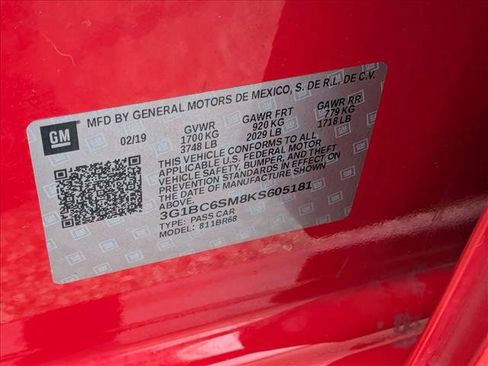 MFD BY GENERAL MOTORS DE MEXICO, S. DE R.L. DE C.V.
GM
02/19 GVWR GAWR FRT GAWR RR
1700 KG 920 KG 779 KG
3748 LB 2029 LB 1718 LB
THIS VEHICLE CONFORMS TO ALL
APPLICABLE U.S. FEDERAL MOTOR
VEHICLE SAFETY, BUMPER, AND THEFT
PREVENTION STANDARDS IN EFFECT ON
THE DATE OF MANUFACTURE SHOWN
ABOVE.
3G1BC6SM8KS605181
TYPE: PASS CAR
MODEL: 811BR68